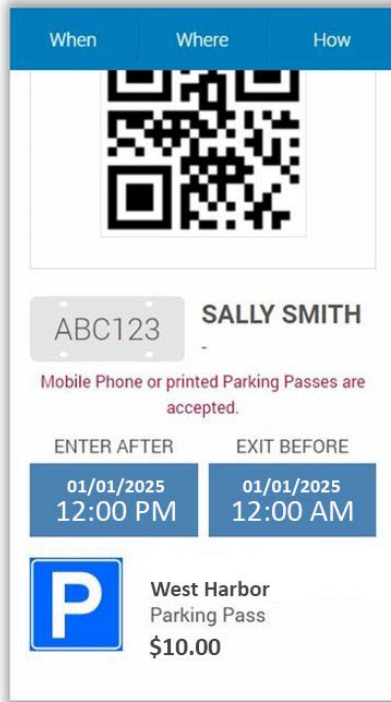 When Where How
ABC123
SALLY SMITH
-
Mobile Phone or printed Parking Passes are
accepted.
ENTER AFTER EXIT BEFORE
01/01/2025 01/01/2025
12:00 PM 12:00 AM
P
West Harbor
Parking Pass
$10.00